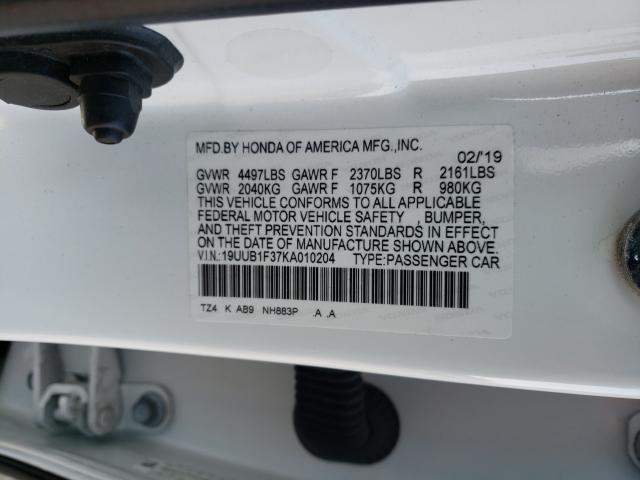 MFD.BY HONDA OF AMERICA MFG.,INC. 02/'19
GVWR 4497LBS GAWR F 2370LBS R 2161LBS
GVWR 2040KG GAWR F 1075KG R 980KG
THIS VEHICLE CONFORMS TO ALL APPLICABLE
FEDERAL MOTOR VEHICLE SAFETY , BUMPER,
AND THEFT PREVENTION STANDARDS IN EFFECT
ON THE DATE OF MANUFACTURE SHOWN ABOVE.
V.I.N:19UUB1F37KA010204 TYPE:PASSENGER CAR
TZ4 K AB9 NH883P .A .A